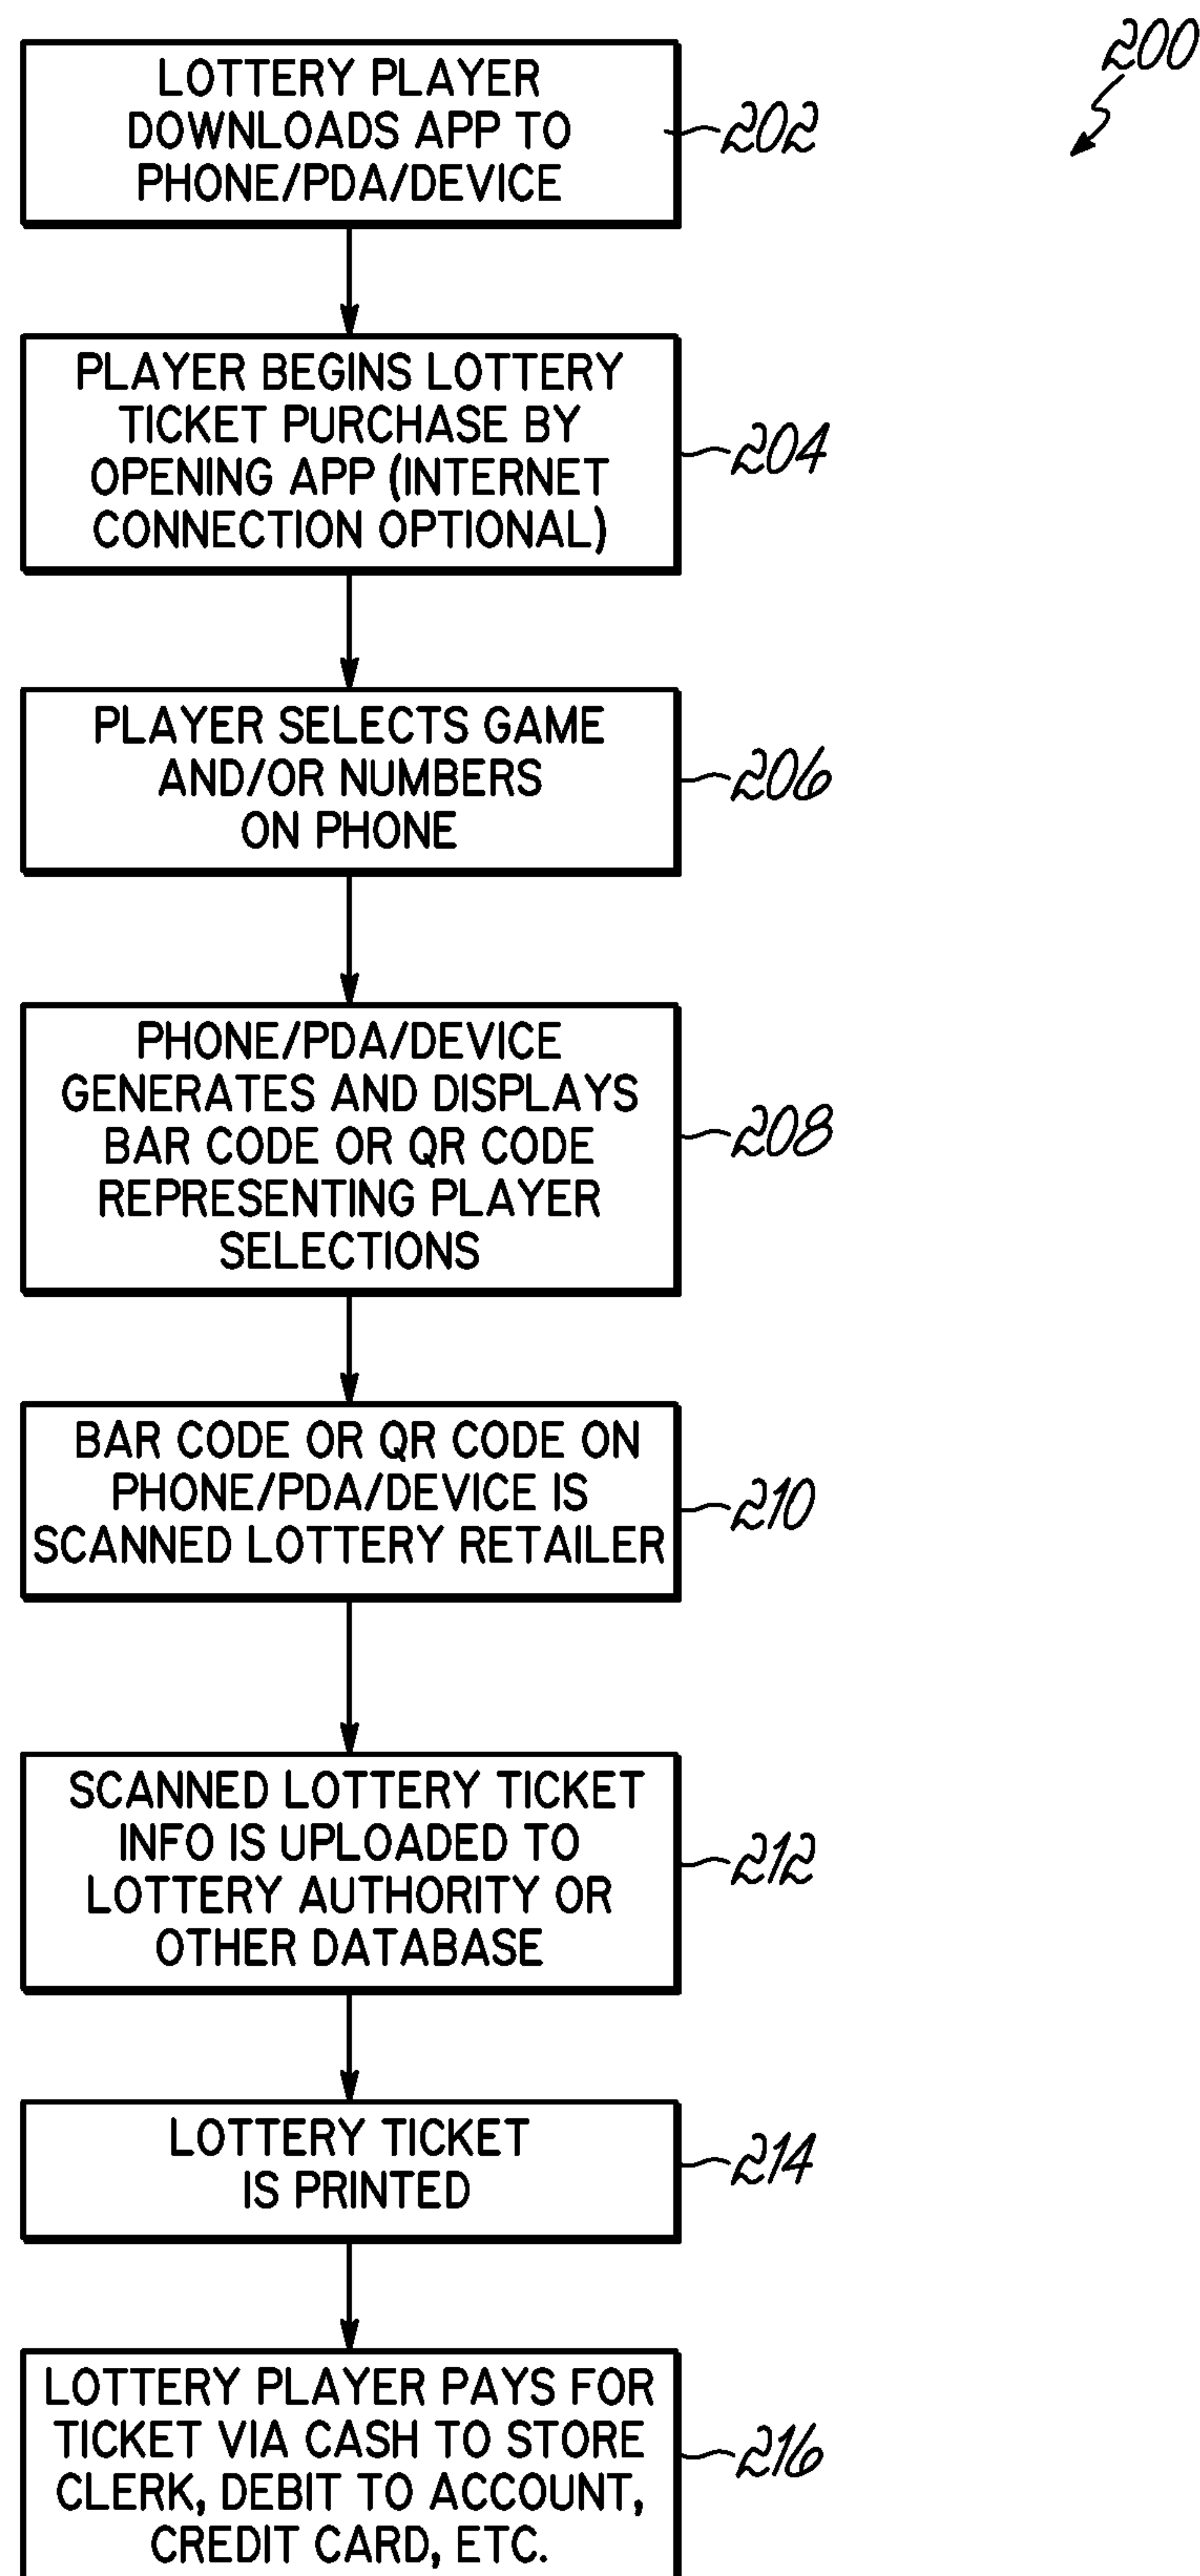 200
LOTTERY PLAYER
DOWNLOADS APP TO
PHONE/PDA/DEVICE
202
PLAYER BEGINS LOTTERY
TICKET PURCHASE BY
OPENING APP (INTERNET
CONNECTION OPTIONAL)
204
PLAYER SELECTS GAME
AND/OR NUMBERS
ON PHONE
206
PHONE/PDA/DEVICE
GENERATES AND DISPLAYS
BAR CODE OR QR CODE
REPRESENTING PLAYER
SELECTIONS
208
BAR CODE OR QR CODE ON
PHONE/PDA/DEVICE IS
SCANNED LOTTERY RETAILER
210
SCANNED LOTTERY TICKET
INFO IS UPLOADED TO
LOTTERY AUTHORITY OR
OTHER DATABASE
212
LOTTERY TICKET
IS PRINTED
214
LOTTERY PLAYER PAYS FOR
TICKET VIA CASH TO STORE
CLERK, DEBIT TO ACCOUNT,
CREDIT CARD, ETC.
216